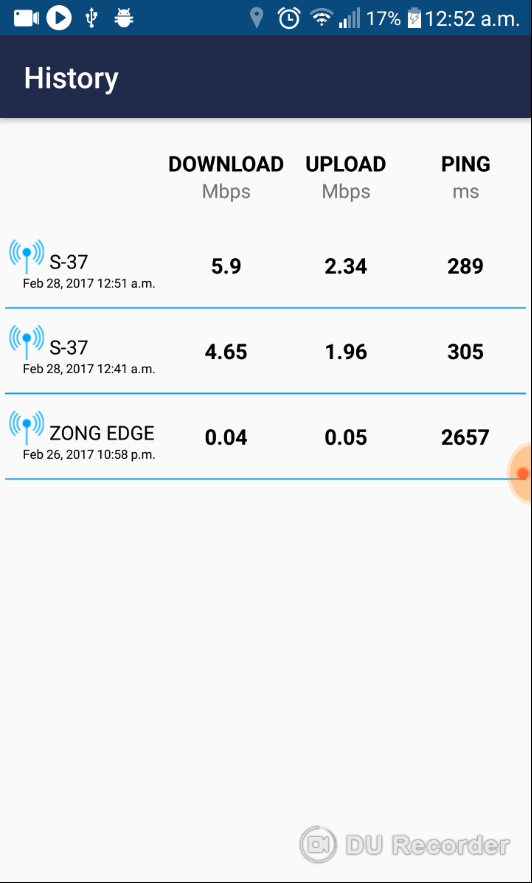 17% 12:52 a.m.
History
DOWNLOAD UPLOAD PING
Mbps Mbps ms
S-37 5.9 2.34 289
Feb 28, 2017 12:51 a.m.
S-37 4.65 1.96 305
Feb 28, 2017 12:41 a.m.
ZONG EDGE 0.04 0.05 2657
Feb 26, 2017 10:58 p.m.
DU Recorder